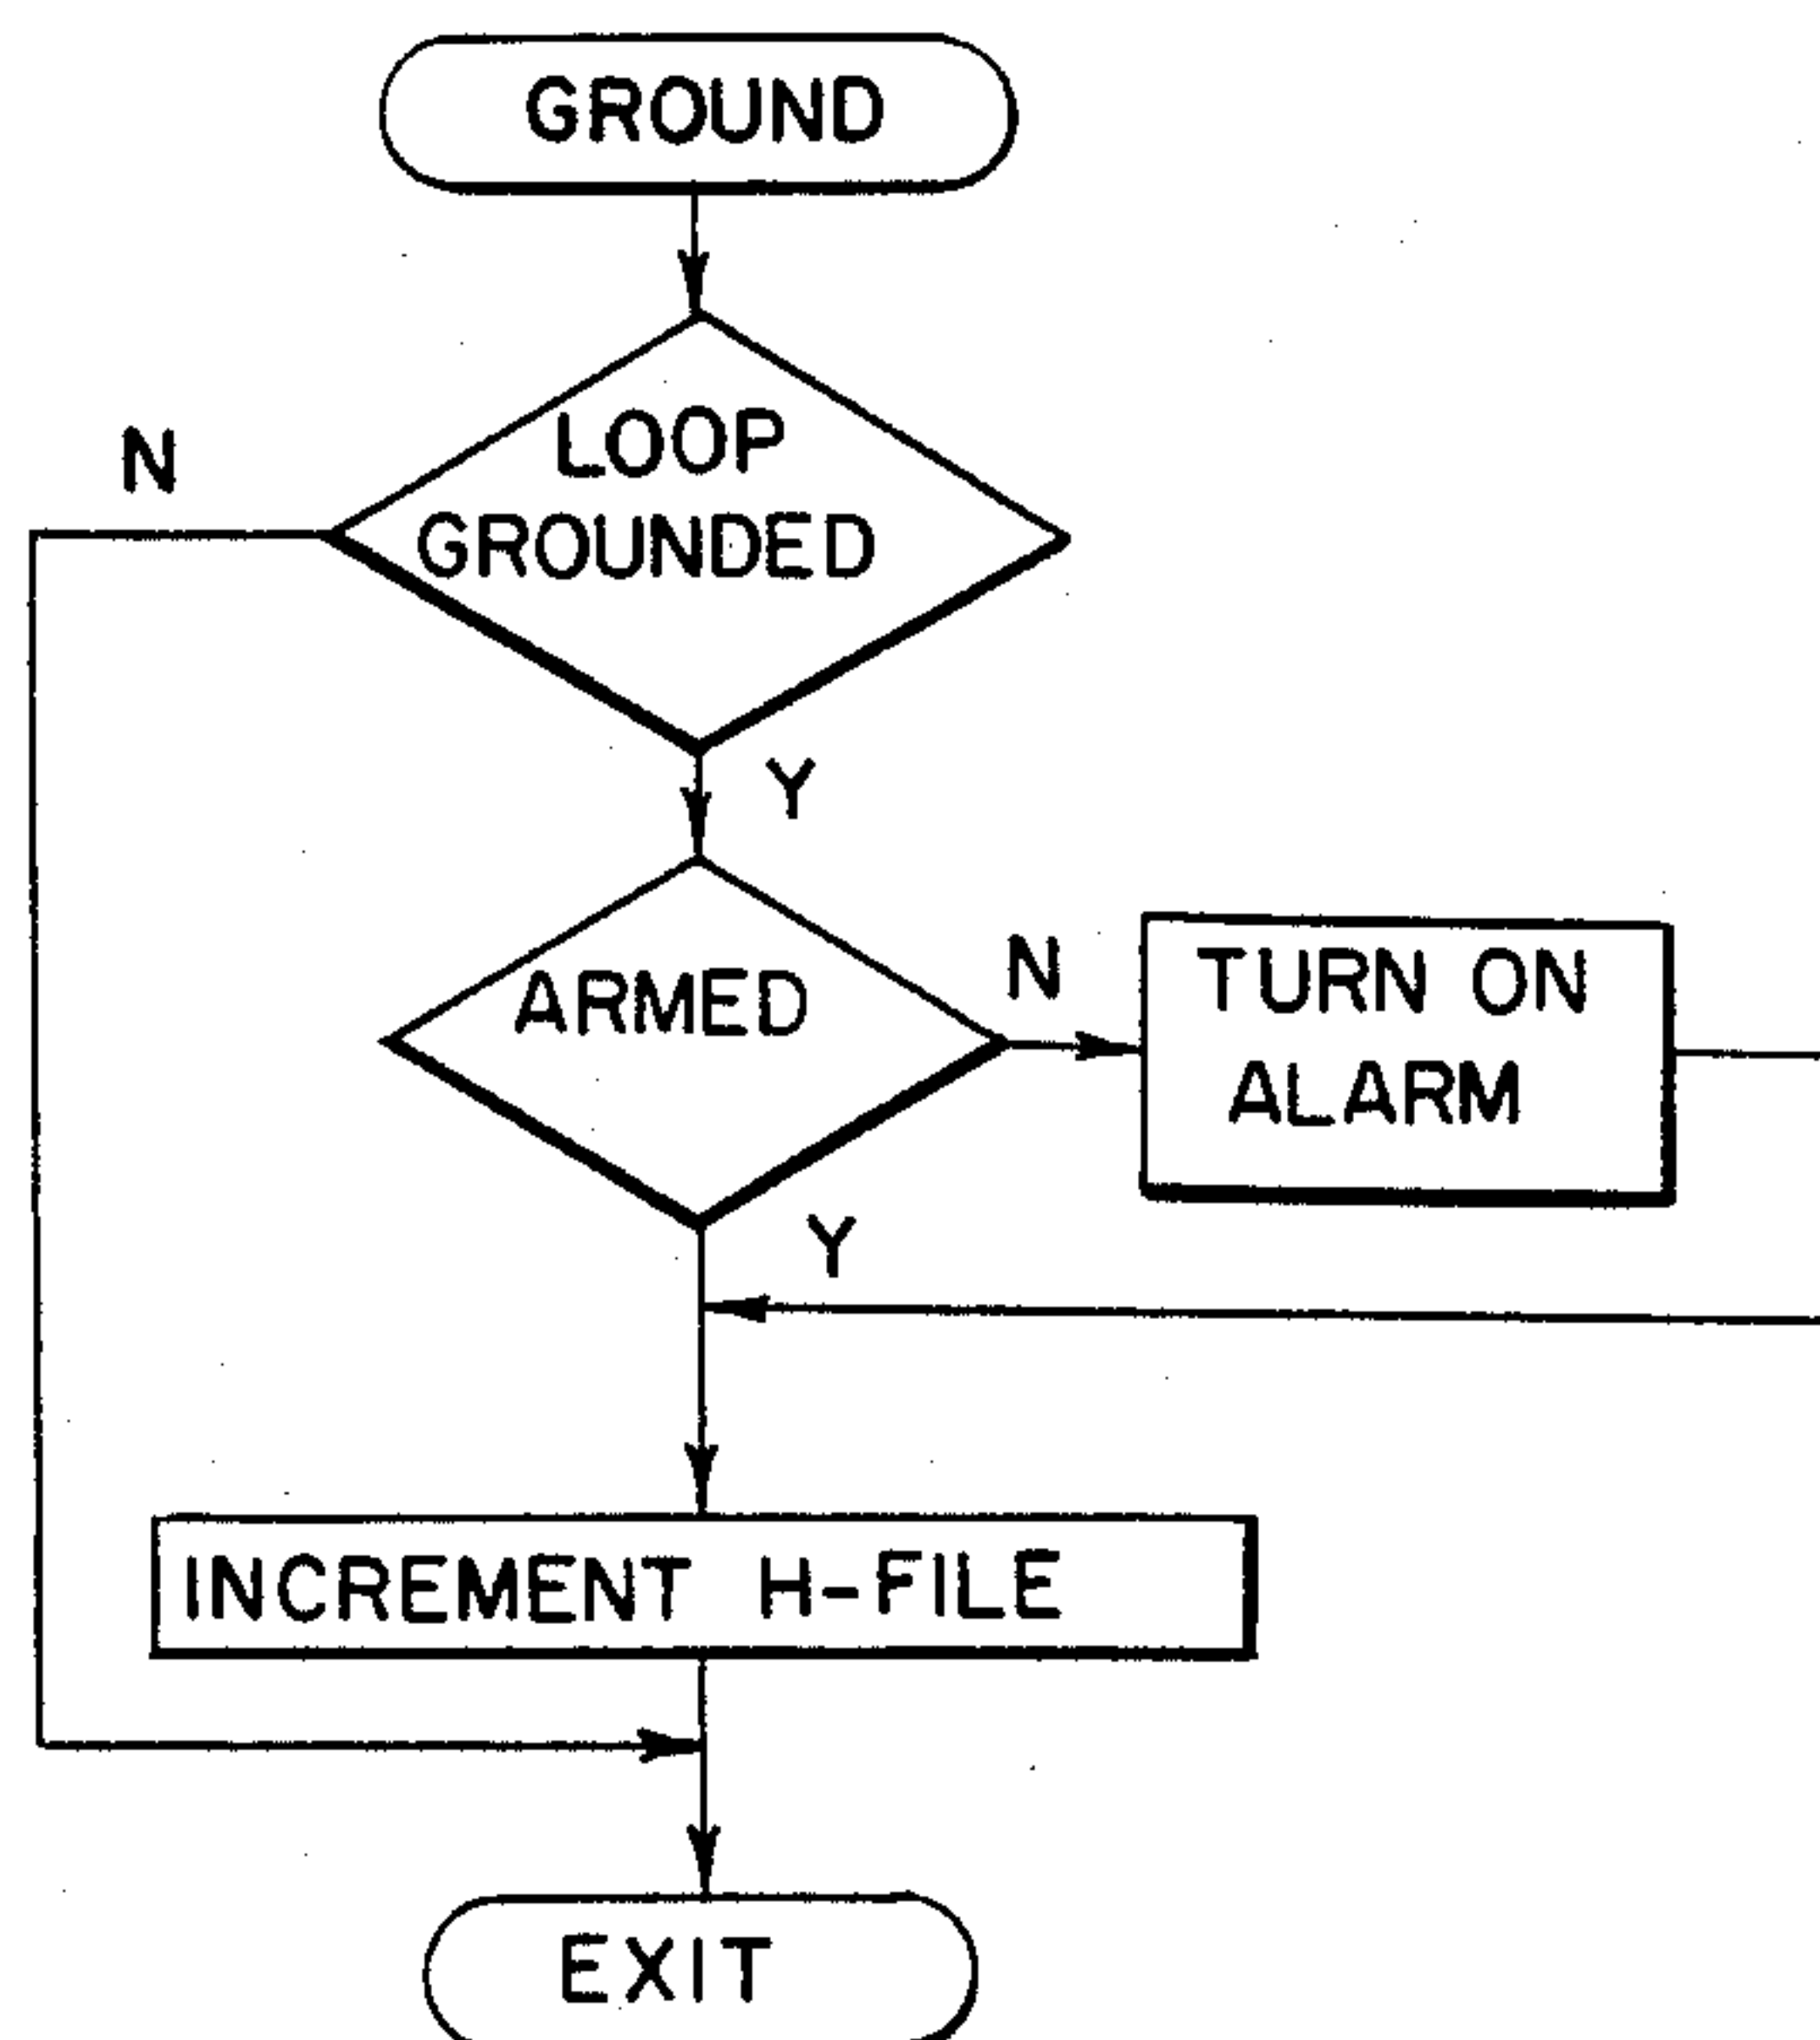 GROUND
LOOP
GROUNDED
N
Y
ARMED
N
TURN ON
ALARM
Y
INCREMENT H-FILE
EXIT